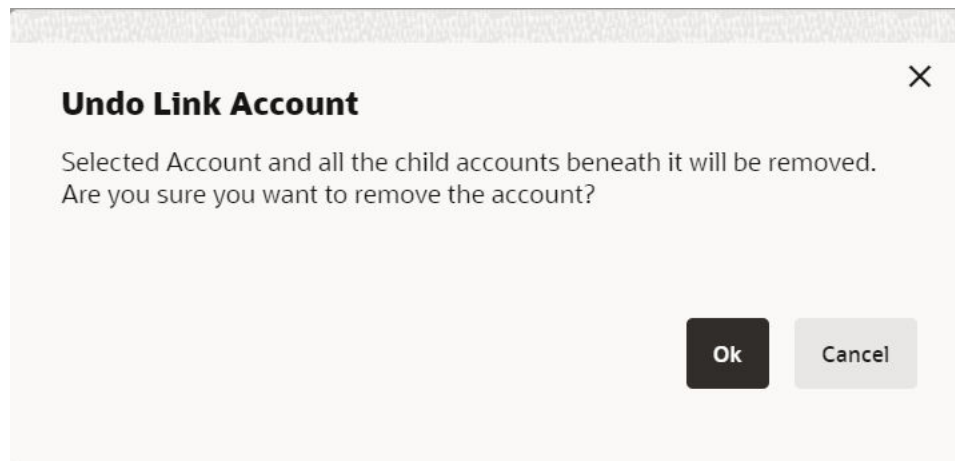 Undo Link Account
Selected Account and all the child accounts beneath it will be removed.
Are you sure you want to remove the account?
Ok
Cancel